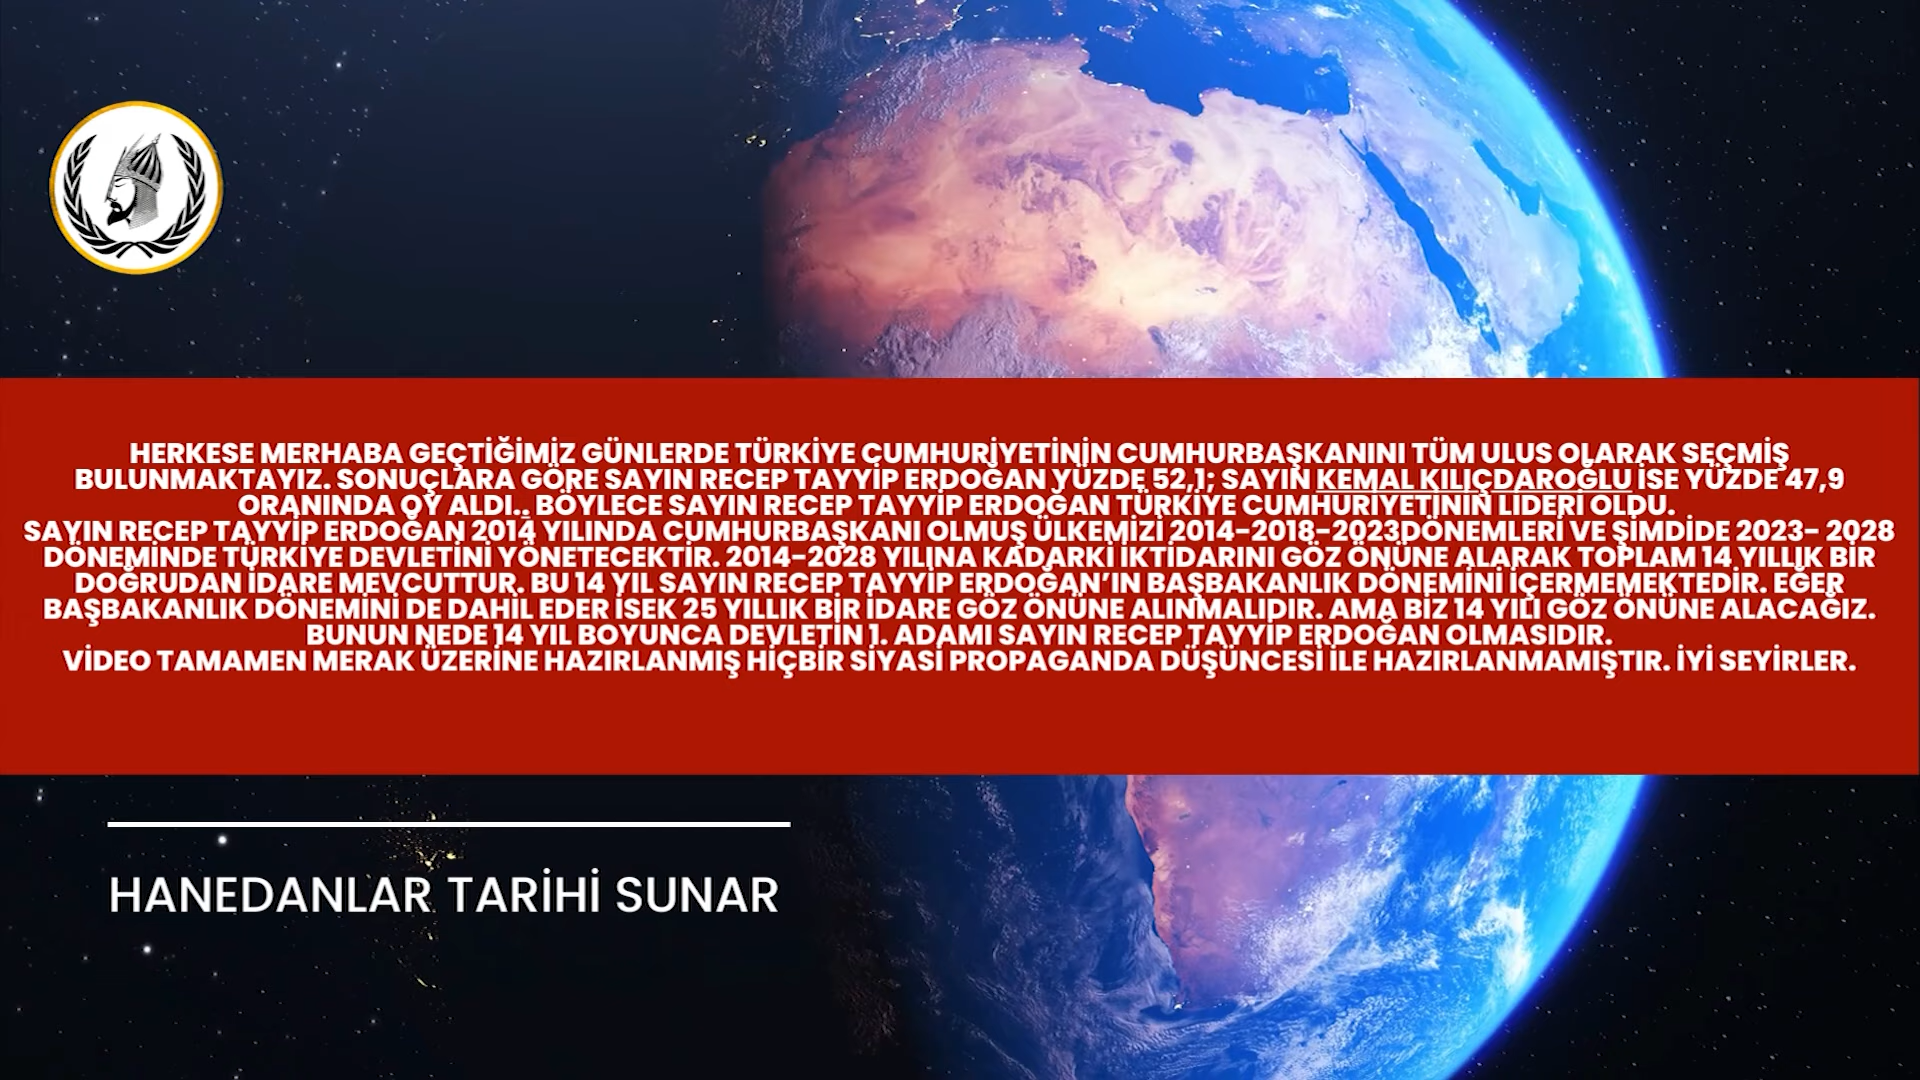 HERKESE MERHABA GEÇTİĞİMİZ GÜNLERDE TÜRKİYE CUMHURİYETİNİN CUMHURBAŞKANINI TÜM ULUS OLARAK SEÇMİŞ
BULUNMAKTAYIZ. SONUÇLARA GÖRE SAYIN RECEP TAYYİP ERDOĞAN YÜZDE 52,1; SAYIN KEMAL KILIÇDAROĞLU İSE YÜZDE 47,9
ORANINDA OY ALDI.. BÖYLECE SAYIN RECEP TAYYİP ERDOĞAN TÜRKİYE CUMHURİYETİNİN LİDERİ OLDU.
SAYIN RECEP TAYYİP ERDOĞAN 2014 YILINDA CUMHURBAŞKANI OLMUŞ ÜLKEMİZİ 2014-2018-2023DÖNEMLERİ VE ŞİMDİDE 2023- 2028
DÖNEMİNDE TÜRKİYE DEVLETİNİ YÖNETECEKTİR. 2014-2028 YILINA KADARKİ İKTİDARINI GÖZ ÖNÜNE ALARAK TOPLAM 14 YILLIK BİR
DOĞRUDAN İDARE MEVCUTTUR. BU 14 YIL SAYIN RECEP TAYYİP ERDOĞAN'IN BAŞBAKANLIK DÖNEMİNİ İÇERMEMEKTEDİR. EĞER
BAŞBAKANLIK DÖNEMİNİ DE DAHİL EDER İSEK 25 YILLIK BİR İDARE GÖZ ÖNÜNE ALINMALIDIR. AMA BİZ 14 YILI GÖZ ÖNÜNE ALACAĞIZ.
BUNUN NEDE 14 YIL BOYUNCA DEVLETİN 1. ADAMI SAYIN RECEP TAYYİP ERDOĞAN OLMASIDIR.
VİDEO TAMAMEN MERAK ÜZERİNE HAZIRLANMIŞ HİÇBİR SİYASİ PROPAGANDA DÜŞÜNCESİ İLE HAZIRLANMAMIŞTIR. İYİ SEYİRLER.
HANEDANLAR TARİHİ SUNAR